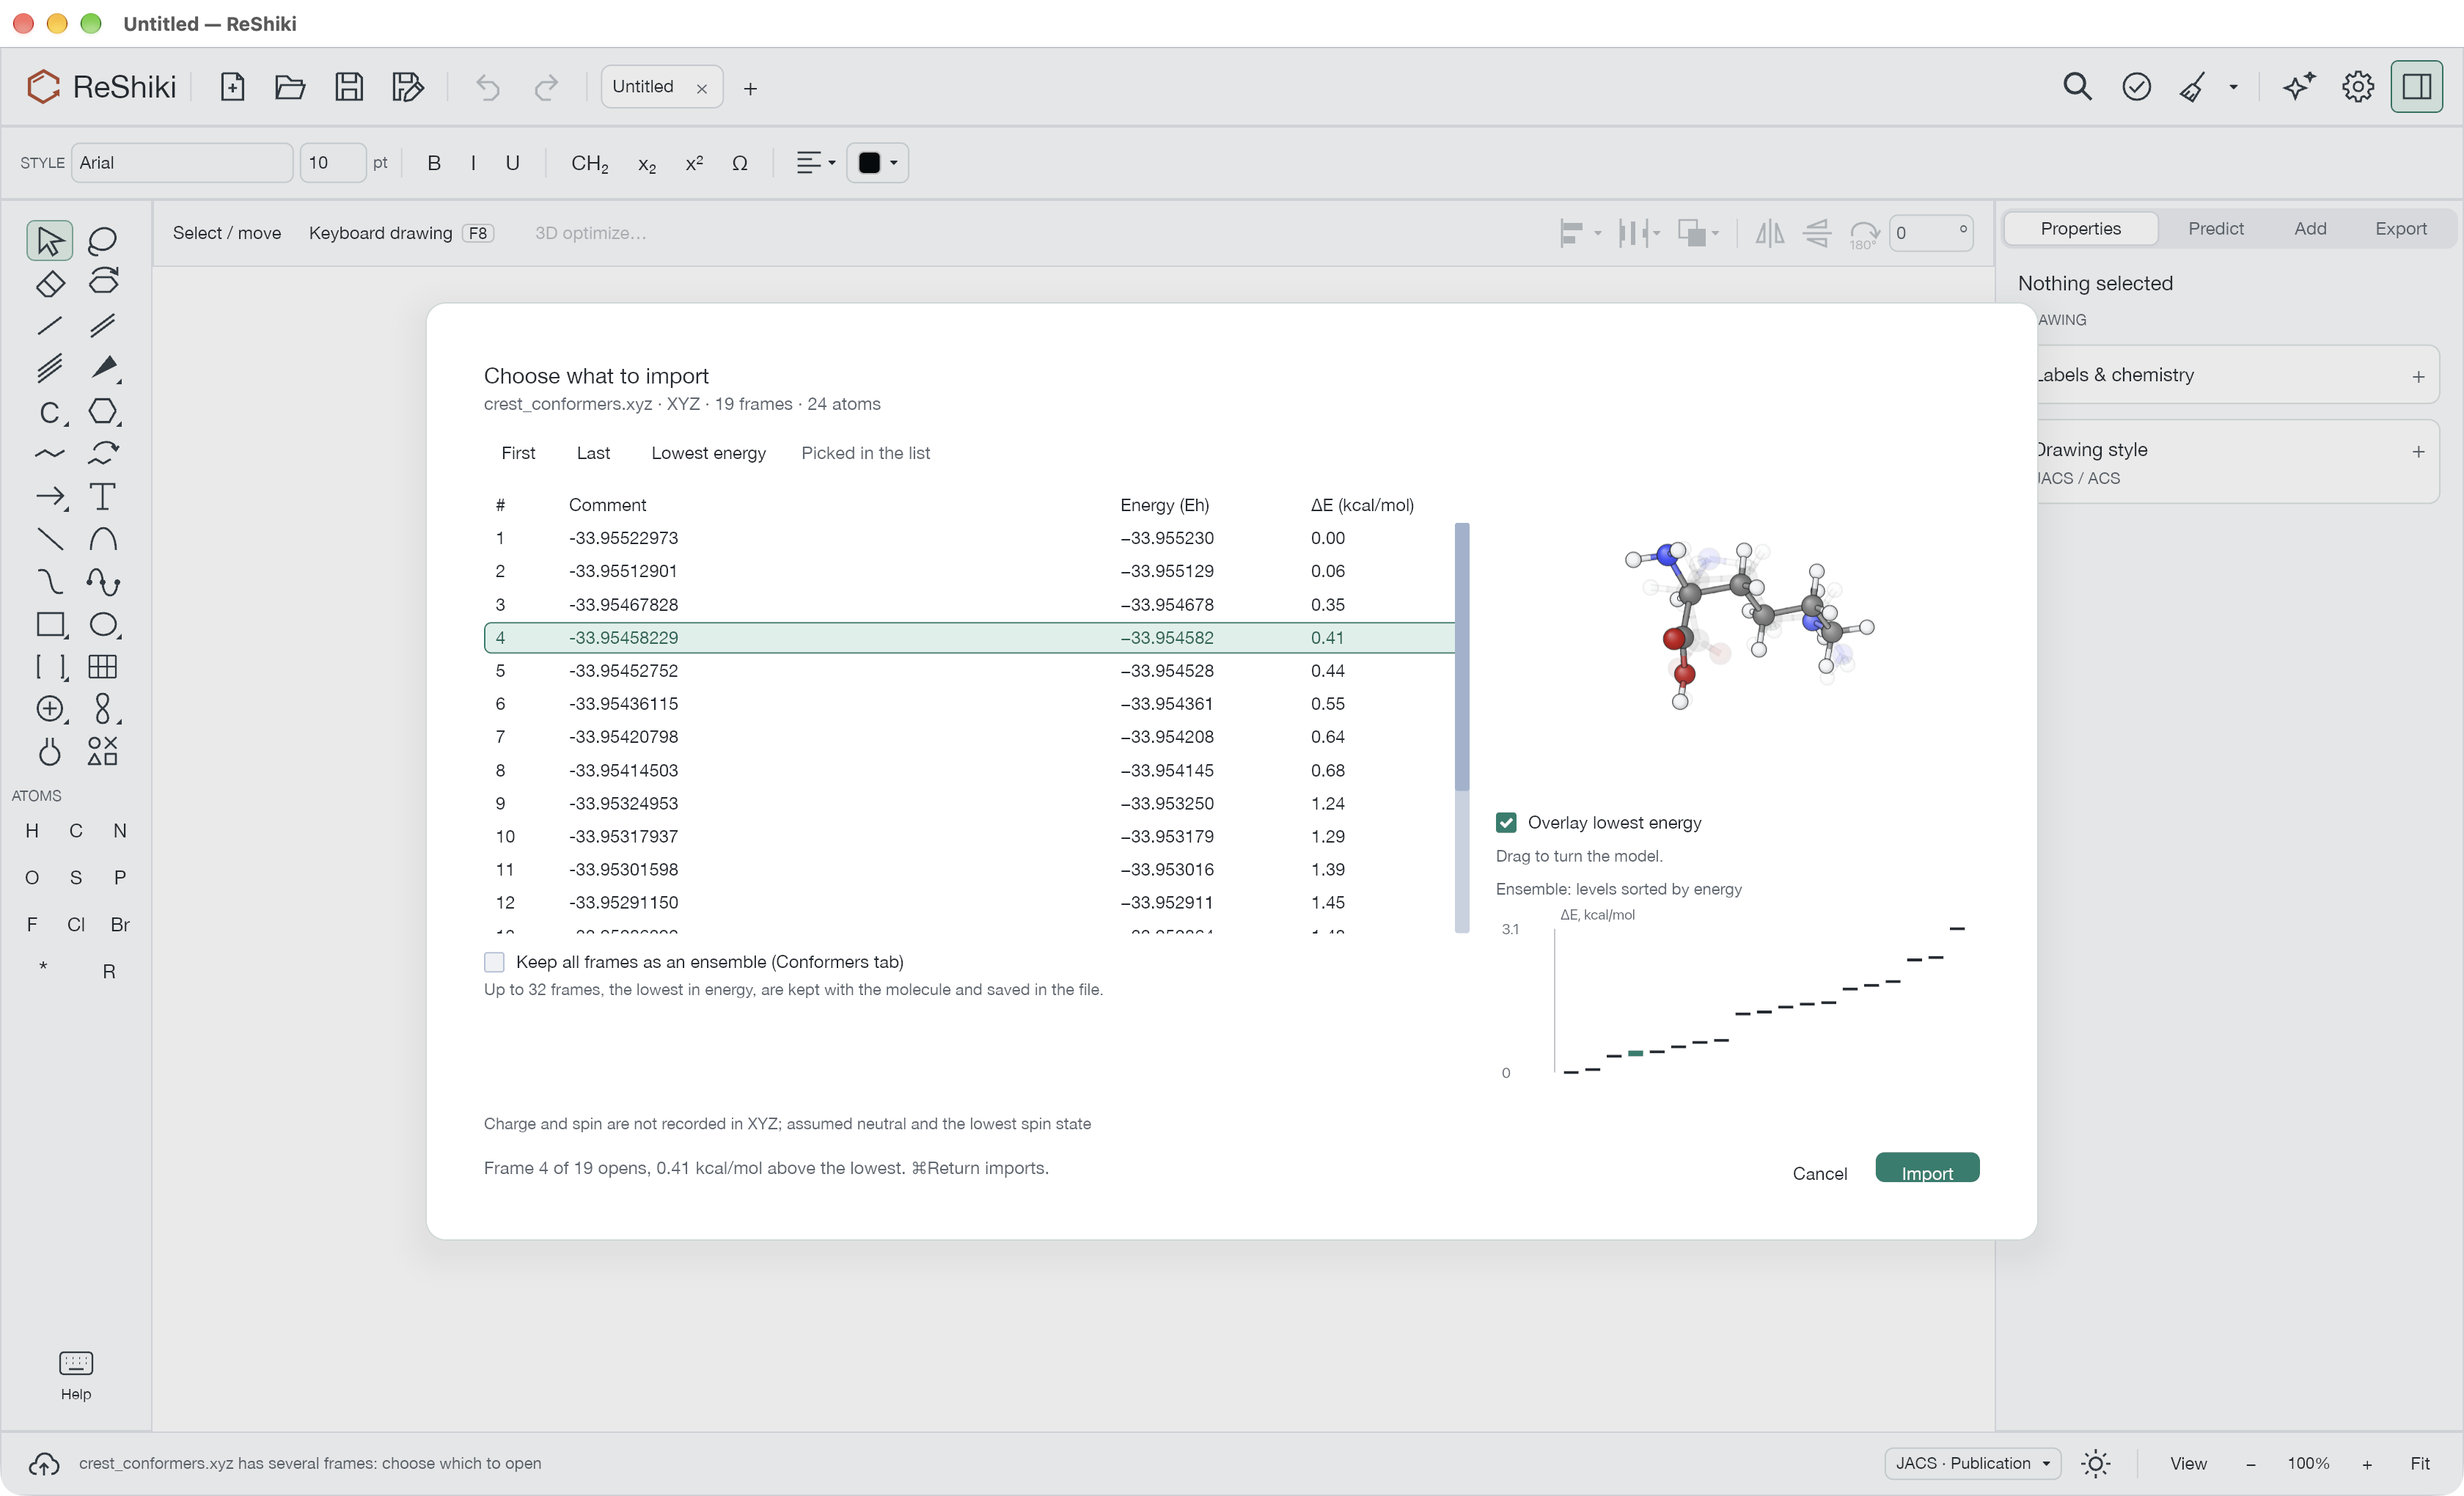 Untitled — ReShiki
ReShiki
Untitled × +
STYLE Arial 10 pt B I U CH₂ x₂ x² Ω
Select / move Keyboard drawing F8 3D optimize… 180° 0 °
Properties Predict Add Export
Nothing selected
AWING
Labels & chemistry +
Drawing style +
JACS / ACS
C
T
ATOMS
H C N
O S P
F Cl Br
* R
Help
Choose what to import
crest_conformers.xyz · XYZ · 19 frames · 24 atoms
First Last Lowest energy Picked in the list
# Comment Energy (Eh) ΔE (kcal/mol)
1 -33.95522973 −33.955230 0.00
2 -33.95512901 −33.955129 0.06
3 -33.95467828 −33.954678 0.35
4 -33.95458229 −33.954582 0.41
5 -33.95452752 −33.954528 0.44
6 -33.95436115 −33.954361 0.55
7 -33.95420798 −33.954208 0.64
8 -33.95414503 −33.954145 0.68
9 -33.95324953 −33.953250 1.24
10 -33.95317937 −33.953179 1.29
11 -33.95301598 −33.953016 1.39
12 -33.95291150 −33.952911 1.45
Keep all frames as an ensemble (Conformers tab)
Up to 32 frames, the lowest in energy, are kept with the molecule and saved in the file.
Overlay lowest energy
Drag to turn the model.
Ensemble: levels sorted by energy
ΔE, kcal/mol
3.1
0
Charge and spin are not recorded in XYZ; assumed neutral and the lowest spin state
Frame 4 of 19 opens, 0.41 kcal/mol above the lowest. ⌘Return imports.
Cancel Import
crest_conformers.xyz has several frames: choose which to open
JACS · Publication View − 100% + Fit